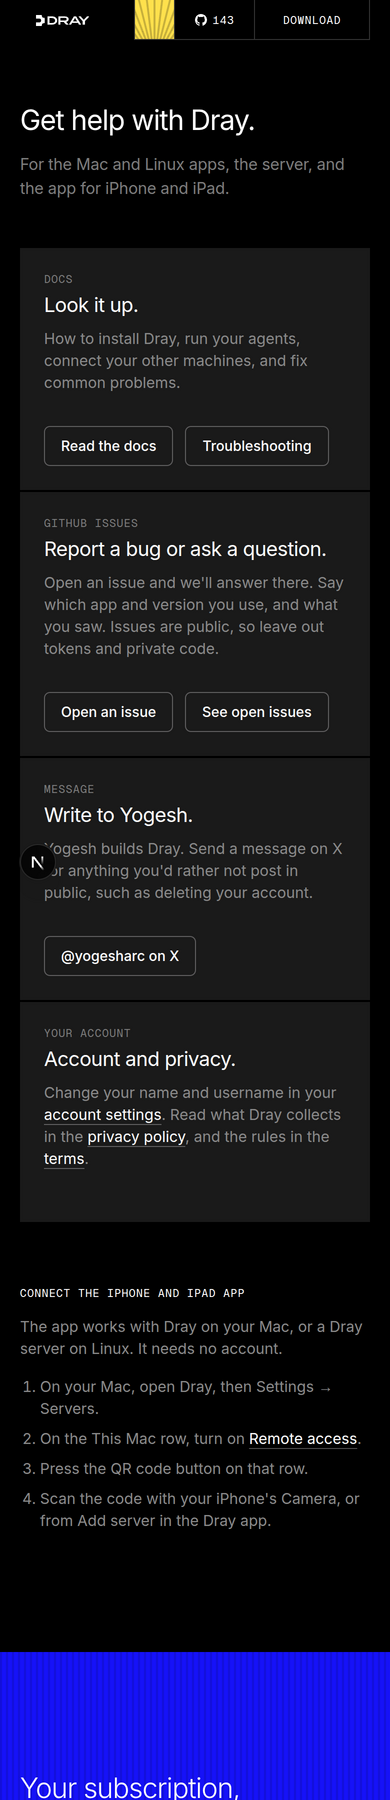 DRAY
143
DOWNLOAD
Get help with Dray.
For the Mac and Linux apps, the server, and
the app for iPhone and iPad.
DOCS
Look it up.
How to install Dray, run your agents,
connect your other machines, and fix
common problems.
Read the docs
Troubleshooting
GITHUB ISSUES
Report a bug or ask a question.
Open an issue and we'll answer there. Say
which app and version you use, and what
you saw. Issues are public, so leave out
tokens and private code.
Open an issue
See open issues
MESSAGE
Write to Yogesh.
Yogesh builds Dray. Send a message on X
or anything you'd rather not post in
public, such as deleting your account.
N
@yogesharc on X
YOUR ACCOUNT
Account and privacy.
Change your name and username in your
account settings. Read what Dray collects
in the privacy policy, and the rules in the
terms.
CONNECT THE IPHONE AND IPAD APP
The app works with Dray on your Mac, or a Dray
server on Linux. It needs no account.
1. On your Mac, open Dray, then Settings →
Servers.
2. On the This Mac row, turn on Remote access.
3. Press the QR code button on that row.
4. Scan the code with your iPhone's Camera, or
from Add server in the Dray app.
Your subscription,